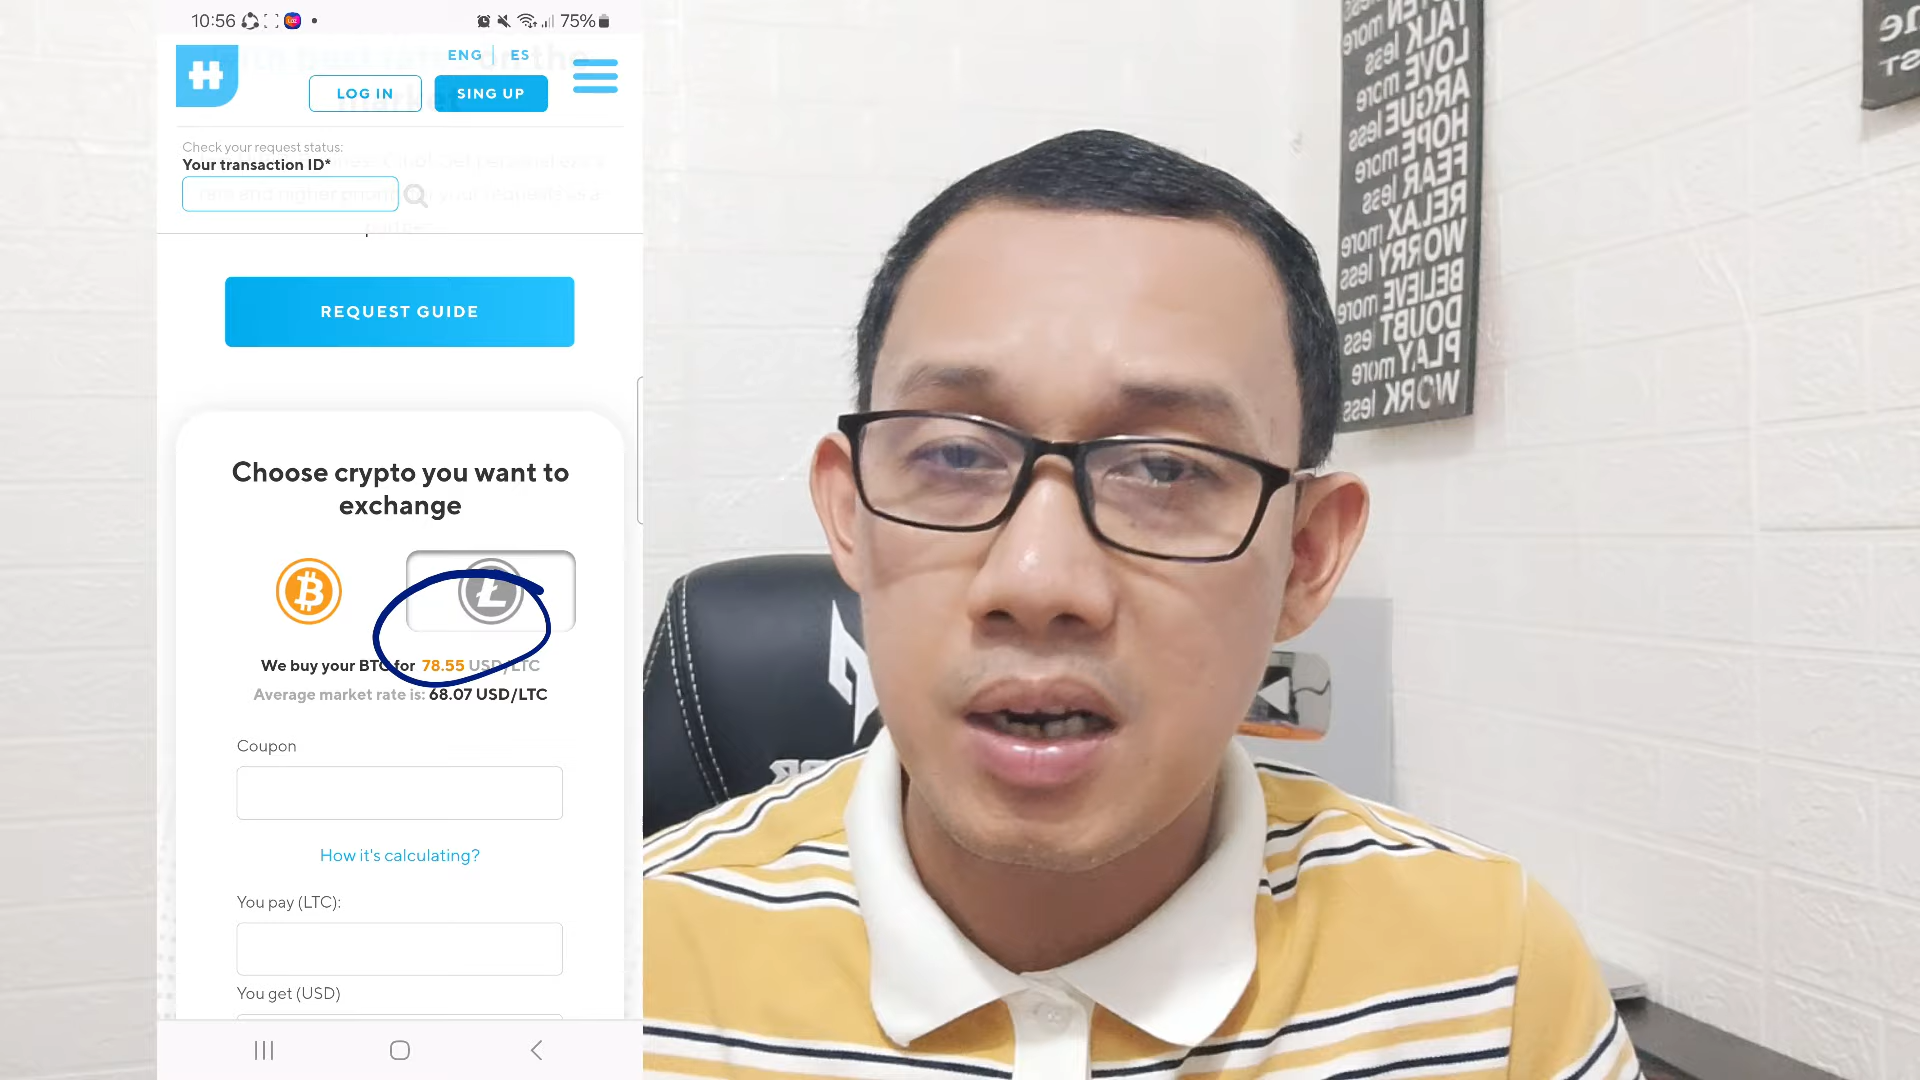 10:56
75%
ENG | ES
LOG IN
SING UP
Check your request status:
Your transaction ID*
REQUEST GUIDE
Choose crypto you want to
exchange
We buy your BTC for 78.55 USD/LTC
Average market rate is: 68.07 USD/LTC
Coupon
How it's calculating?
You pay (LTC):
You get (USD)
TALK less
LOVE more
ARGUE less
HOPE more
FEAR less
RELAX more
WORRY less
BELIEVE more
DOUBT less
PLAY more
WORK less